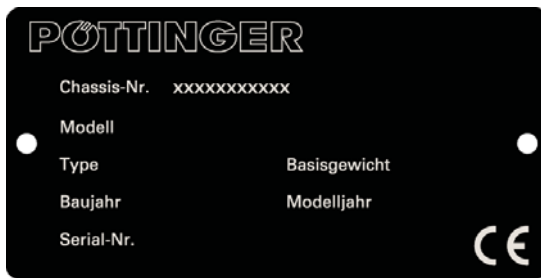 PÖTTINGER
Chassis-Nr. xxxxxxxxxxx
Modell
Type Basisgewicht
Baujahr Modelljahr
Serial-Nr.
CE